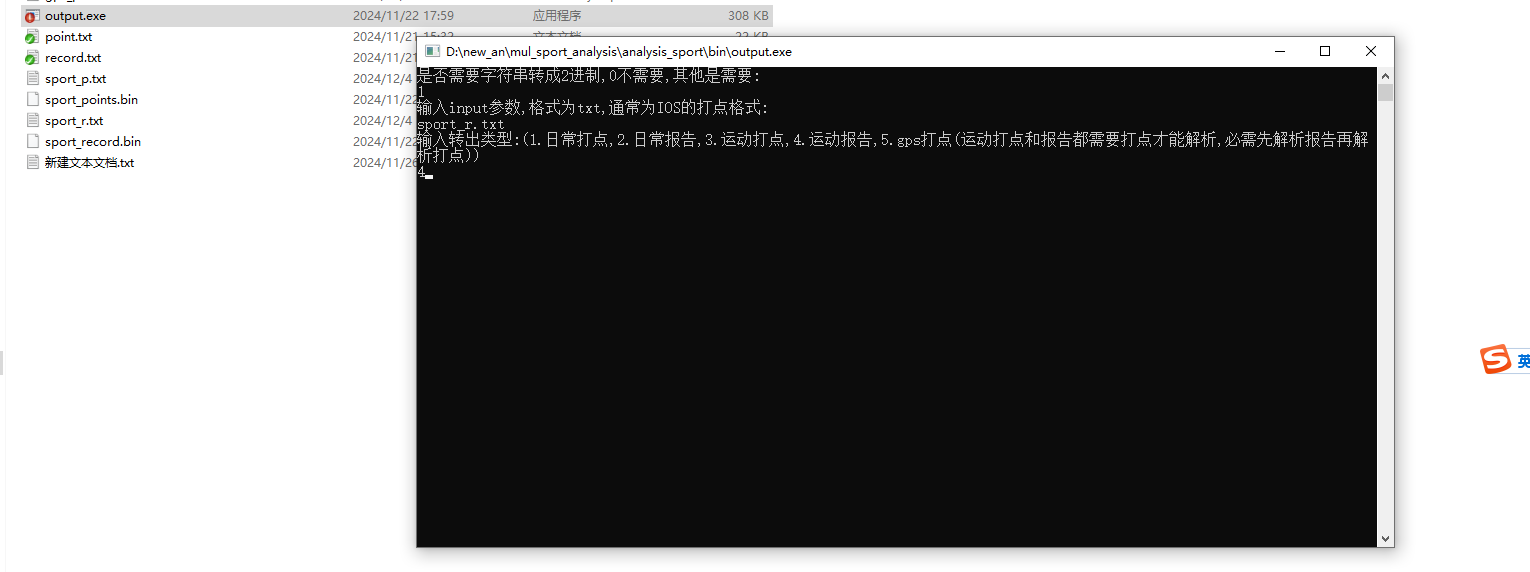 output.exe 2024/11/22 17:59 应用程序 308 KB
point.txt 2024/11/21 15:32 文本文档 22 KB
record.txt 2024/11/21
sport_p.txt 2024/12/4
sport_points.bin 2024/11/22
sport_r.txt 2024/12/4
sport_record.bin 2024/11/22
新建文本文档.txt 2024/11/26
D:\new_an\mul_sport_analysis\analysis_sport\bin\output.exe
是否需要字符串转成2进制,0不需要,其他是需要:
1
输入input参数,格式为txt,通常为IOS的打点格式:
sport_r.txt
输入转出类型:(1.日常打点,2.日常报告,3.运动打点,4.运动报告,5.gps打点(运动打点和报告都需要打点才能解析,必需先解析报告再解
析打点))
4
英